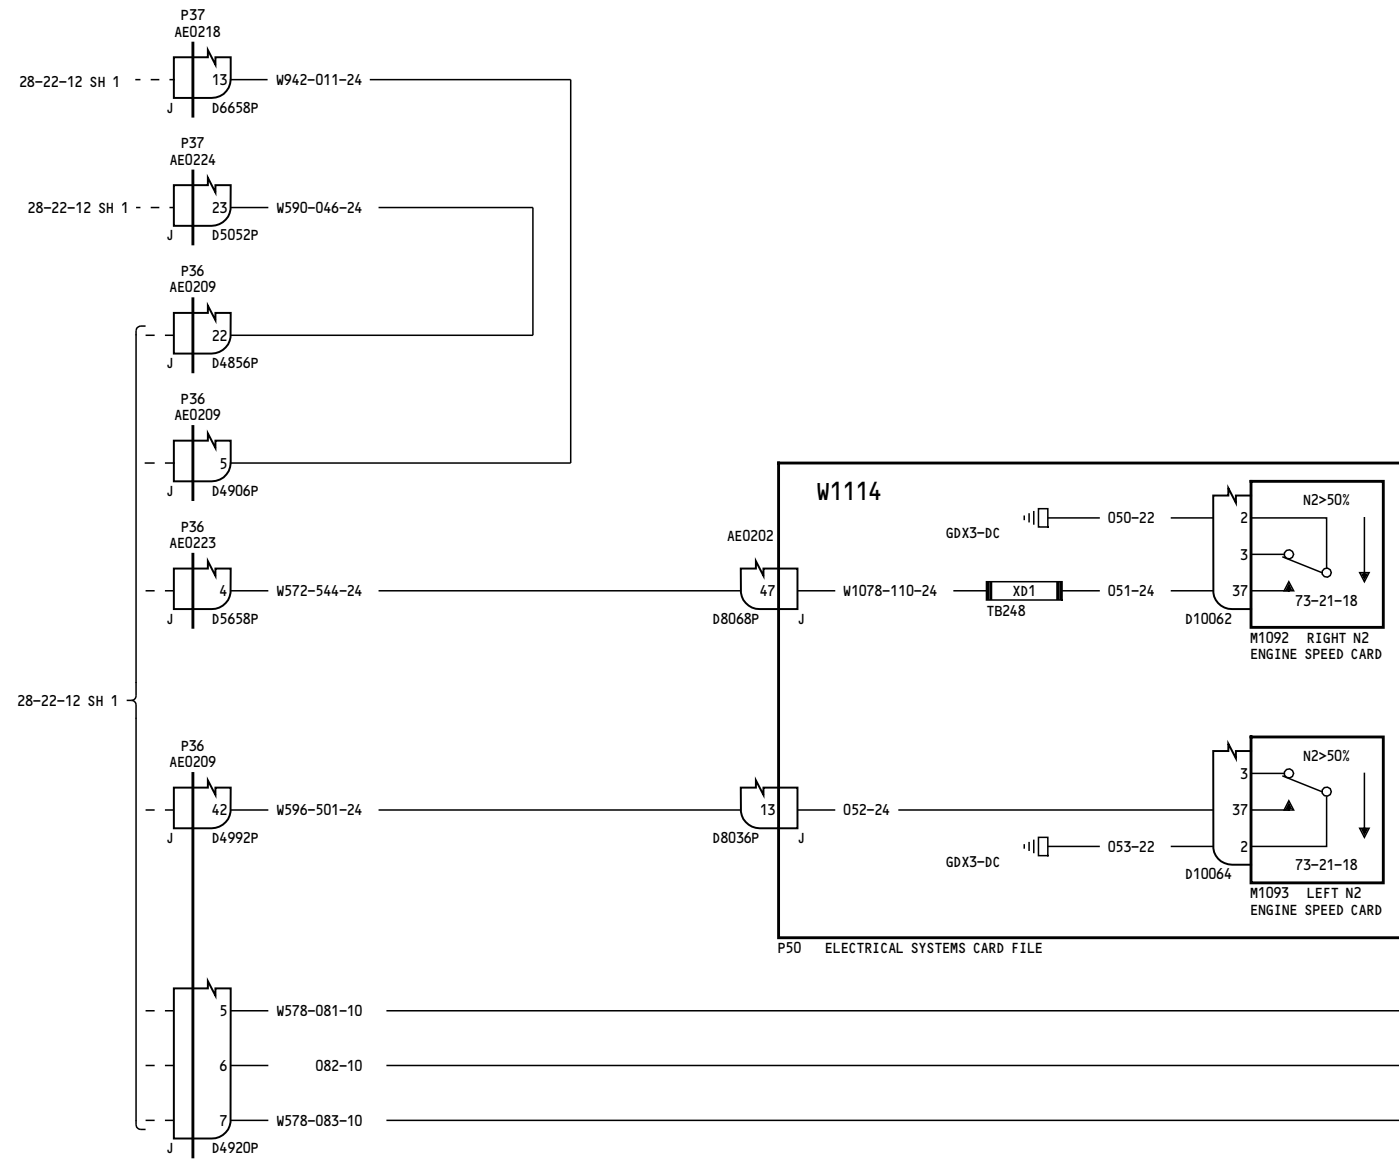 P37
AE0218
28-22-12 SH 1
13
W942-011-24
J
D6658P
P37
AE0224
28-22-12 SH 1
23
W590-046-24
J
D5052P
P36
AE0209
22
J
D4856P
P36
AE0209
5
J
D4906P
P36
AE0223
4
W572-544-24
J
D5658P
AE0202
47
D8068P
J
W1114
W1078-110-24
XD1
TB248
GDX3-DC
050-22
051-24
2
3
37
D10062
N2>50%
73-21-18
M1092 RIGHT N2
ENGINE SPEED CARD
28-22-12 SH 1
P36
AE0209
42
W596-501-24
J
D4992P
13
D8036P
J
052-24
GDX3-DC
053-22
3
37
2
D10064
N2>50%
73-21-18
M1093 LEFT N2
ENGINE SPEED CARD
P50 ELECTRICAL SYSTEMS CARD FILE
5
W578-081-10
6
082-10
7
W578-083-10
J
D4920P